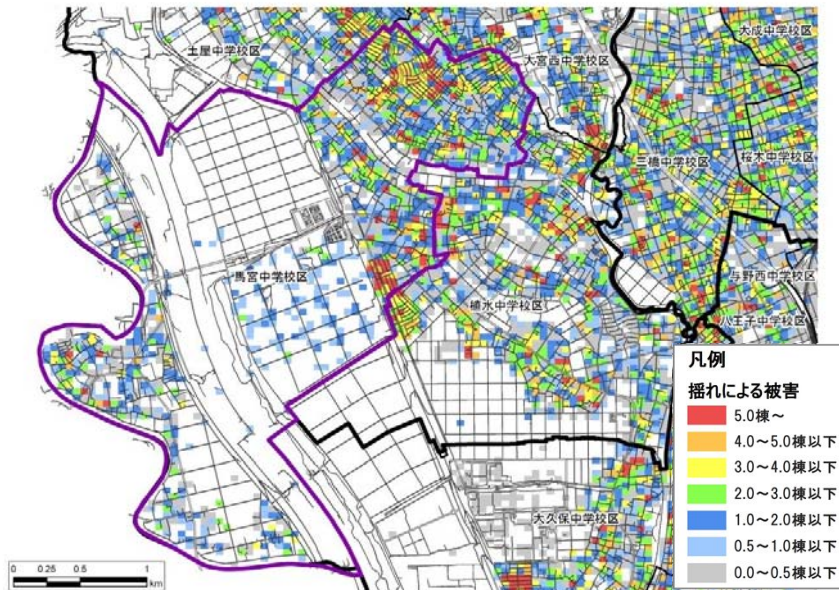 土屋中学校区
大宮西中学校区
大成中学校区
三橋中学校区
桜木中学校区
馬宮中学校区
植水中学校区
与野西中学校区
八王子中学校区
大久保中学校区
凡例
揺れによる被害
5.0棟～
4.0～5.0棟以下
3.0～4.0棟以下
2.0～3.0棟以下
1.0～2.0棟以下
0.5～1.0棟以下
0.0～0.5棟以下
0 0.25 0.5 1
km